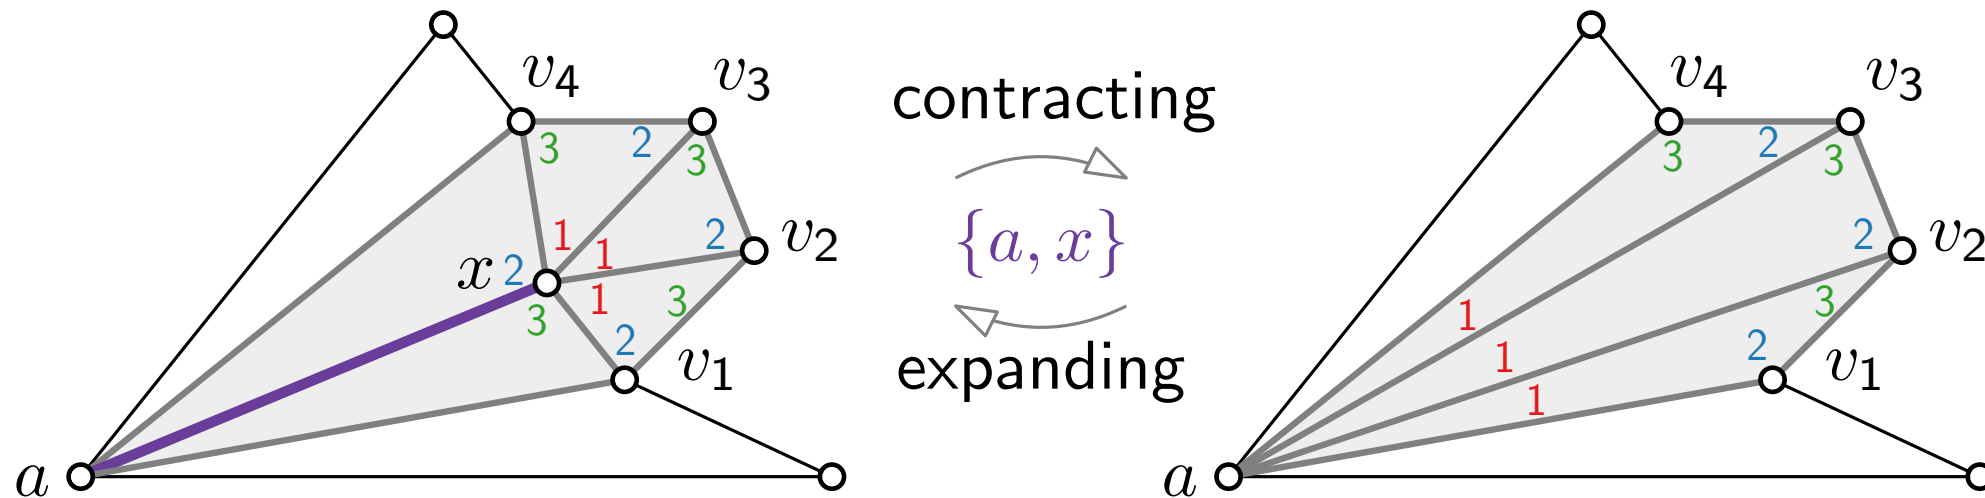 v4 v3
3 2 3
1 1 2 v2
x 2 1 3
3 2 v1
a
contracting
{a, x}
expanding
v4 v3
3 2 3
2 v2
1 3
1 2 v1
1
a